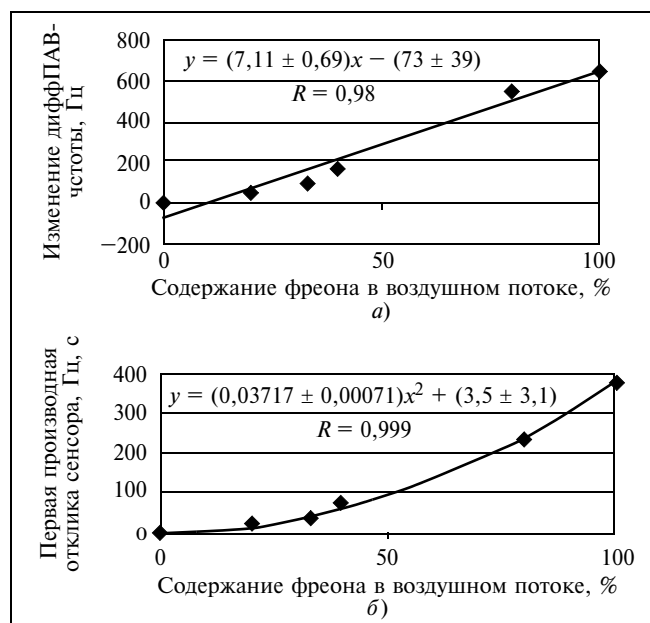 Изменение диффПАВ-
чстоты, Гц
800
600
400
200
0
−200
y = (7,11 ± 0,69)x − (73 ± 39)
R = 0,98
0 50 100
Содержание фреона в воздушном потоке, %
а)
Первая производная
отклика сенсора, Гц, с
400
300
200
100
0
y = (0,03717 ± 0,00071)x² + (3,5 ± 3,1)
R = 0,999
0 50 100
Содержание фреона в воздушном потоке, %
б)